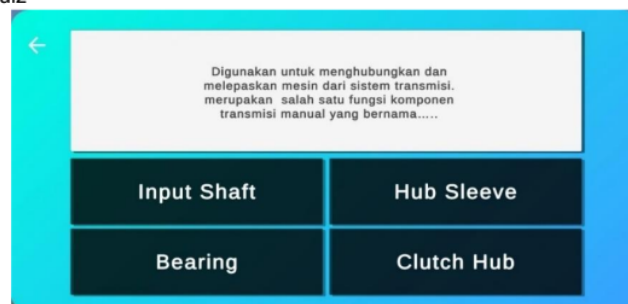 Digunakan untuk menghubungkan dan
melepaskan mesin dari sistem transmisi.
merupakan salah satu fungsi komponen
transmisi manual yang bernama.....
Input Shaft
Hub Sleeve
Bearing
Clutch Hub